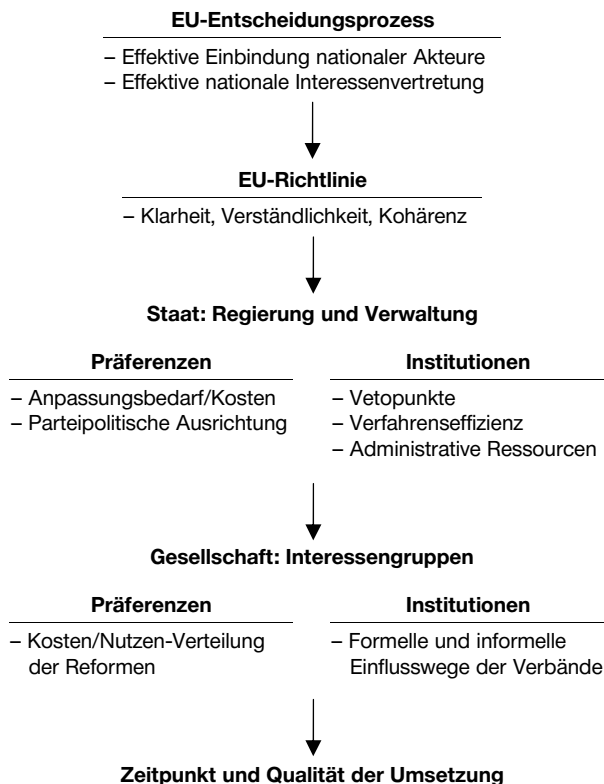 EU-Entscheidungsprozess
– Effektive Einbindung nationaler Akteure
– Effektive nationale Interessenvertretung
EU-Richtlinie
– Klarheit, Verständlichkeit, Kohärenz
Staat: Regierung und Verwaltung
Präferenzen
– Anpassungsbedarf/Kosten
– Parteipolitische Ausrichtung
Institutionen
– Vetopunkte
– Verfahrenseffizienz
– Administrative Ressourcen
Gesellschaft: Interessengruppen
Präferenzen
– Kosten/Nutzen-Verteilung
der Reformen
Institutionen
– Formelle und informelle
Einflusswege der Verbände
Zeitpunkt und Qualität der Umsetzung